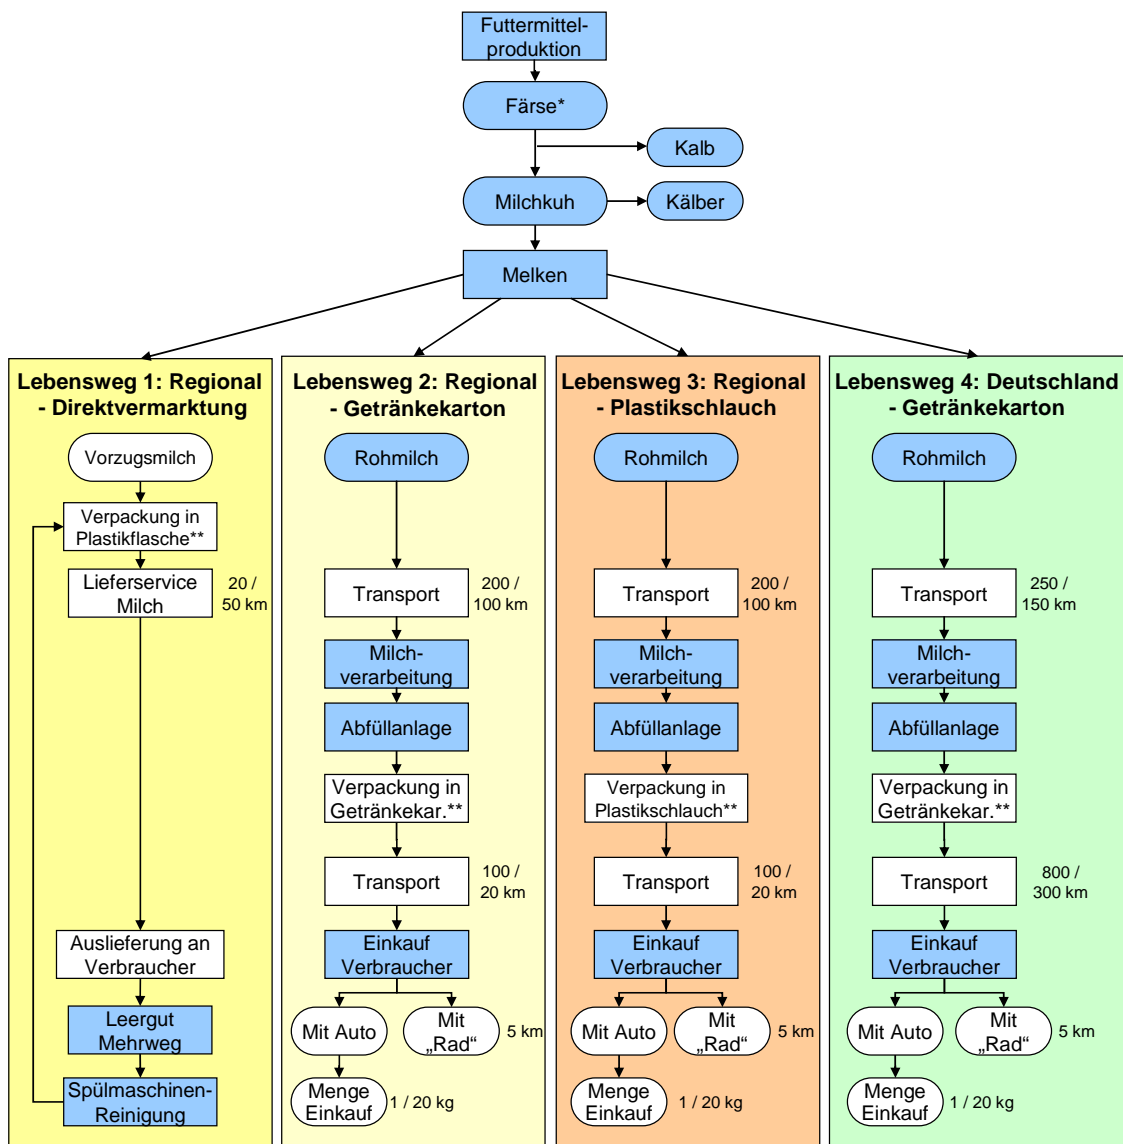 Futtermittel-
produktion
Färse*
Kalb
Milchkuh
Kälber
Melken
Lebensweg 1: Regional
- Direktvermarktung
Vorzugsmilch
Verpackung in
Plastikflasche**
Lieferservice
Milch
20 /
50 km
Auslieferung an
Verbraucher
Leergut
Mehrweg
Spülmaschinen-
Reinigung
Lebensweg 2: Regional
- Getränkekarton
Rohmilch
Transport
200 /
100 km
Milch-
verarbeitung
Abfüllanlage
Verpackung in
Getränkekar.**
Transport
100 /
20 km
Einkauf
Verbraucher
Mit Auto
Mit
„Rad“
5 km
Menge
Einkauf
1 / 20 kg
Lebensweg 3: Regional
- Plastikschlauch
Rohmilch
Transport
200 /
100 km
Milch-
verarbeitung
Abfüllanlage
Verpackung in
Plastikschlauch**
Transport
100 /
20 km
Einkauf
Verbraucher
Mit Auto
Mit
„Rad“
5 km
Menge
Einkauf
1 / 20 kg
Lebensweg 4: Deutschland
- Getränkekarton
Rohmilch
Transport
250 /
150 km
Milch-
verarbeitung
Abfüllanlage
Verpackung in
Getränkekar.**
Transport
800 /
300 km
Einkauf
Verbraucher
Mit Auto
Mit
„Rad“
5 km
Menge
Einkauf
1 / 20 kg